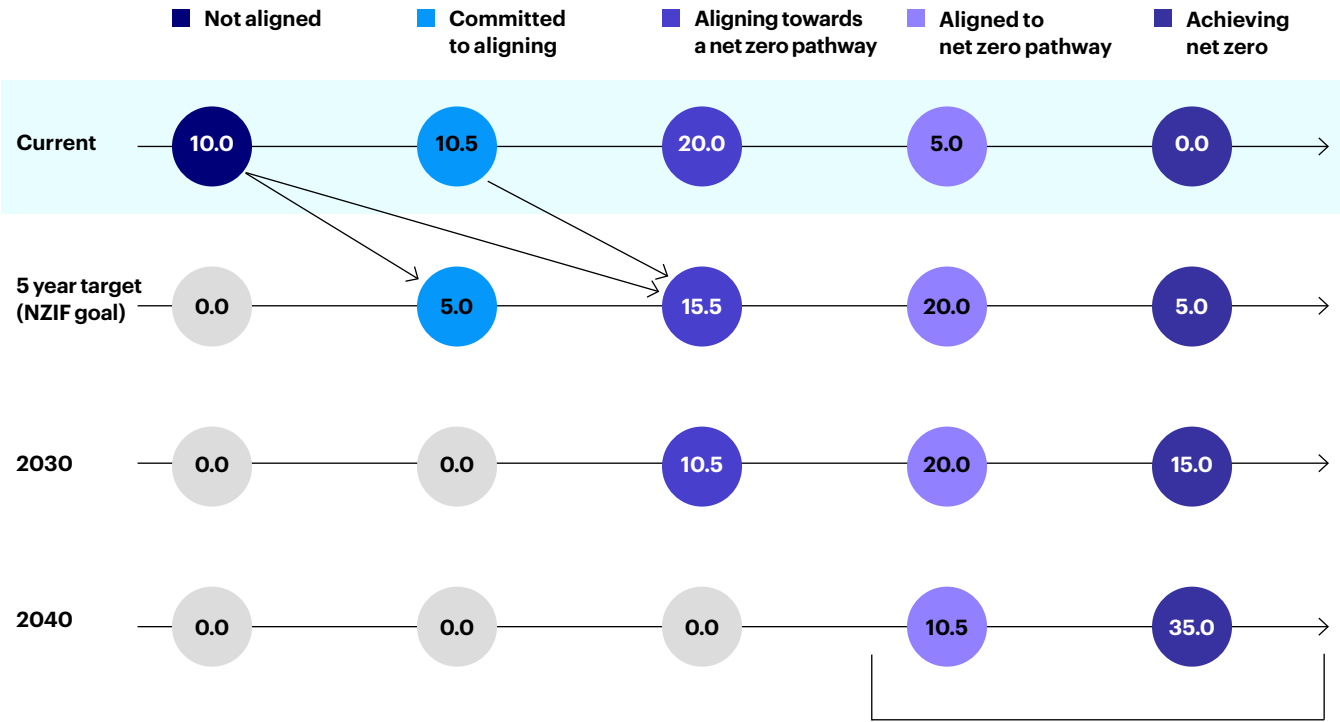 Not aligned
Committed
to aligning
Aligning towards
a net zero pathway
Aligned to
net zero pathway
Achieving
net zero
Current
10.0
10.5
20.0
5.0
0.0
5 year target
(NZIF goal)
0.0
5.0
15.5
20.0
5.0
2030
0.0
0.0
10.5
20.0
15.0
2040
0.0
0.0
0.0
10.5
35.0